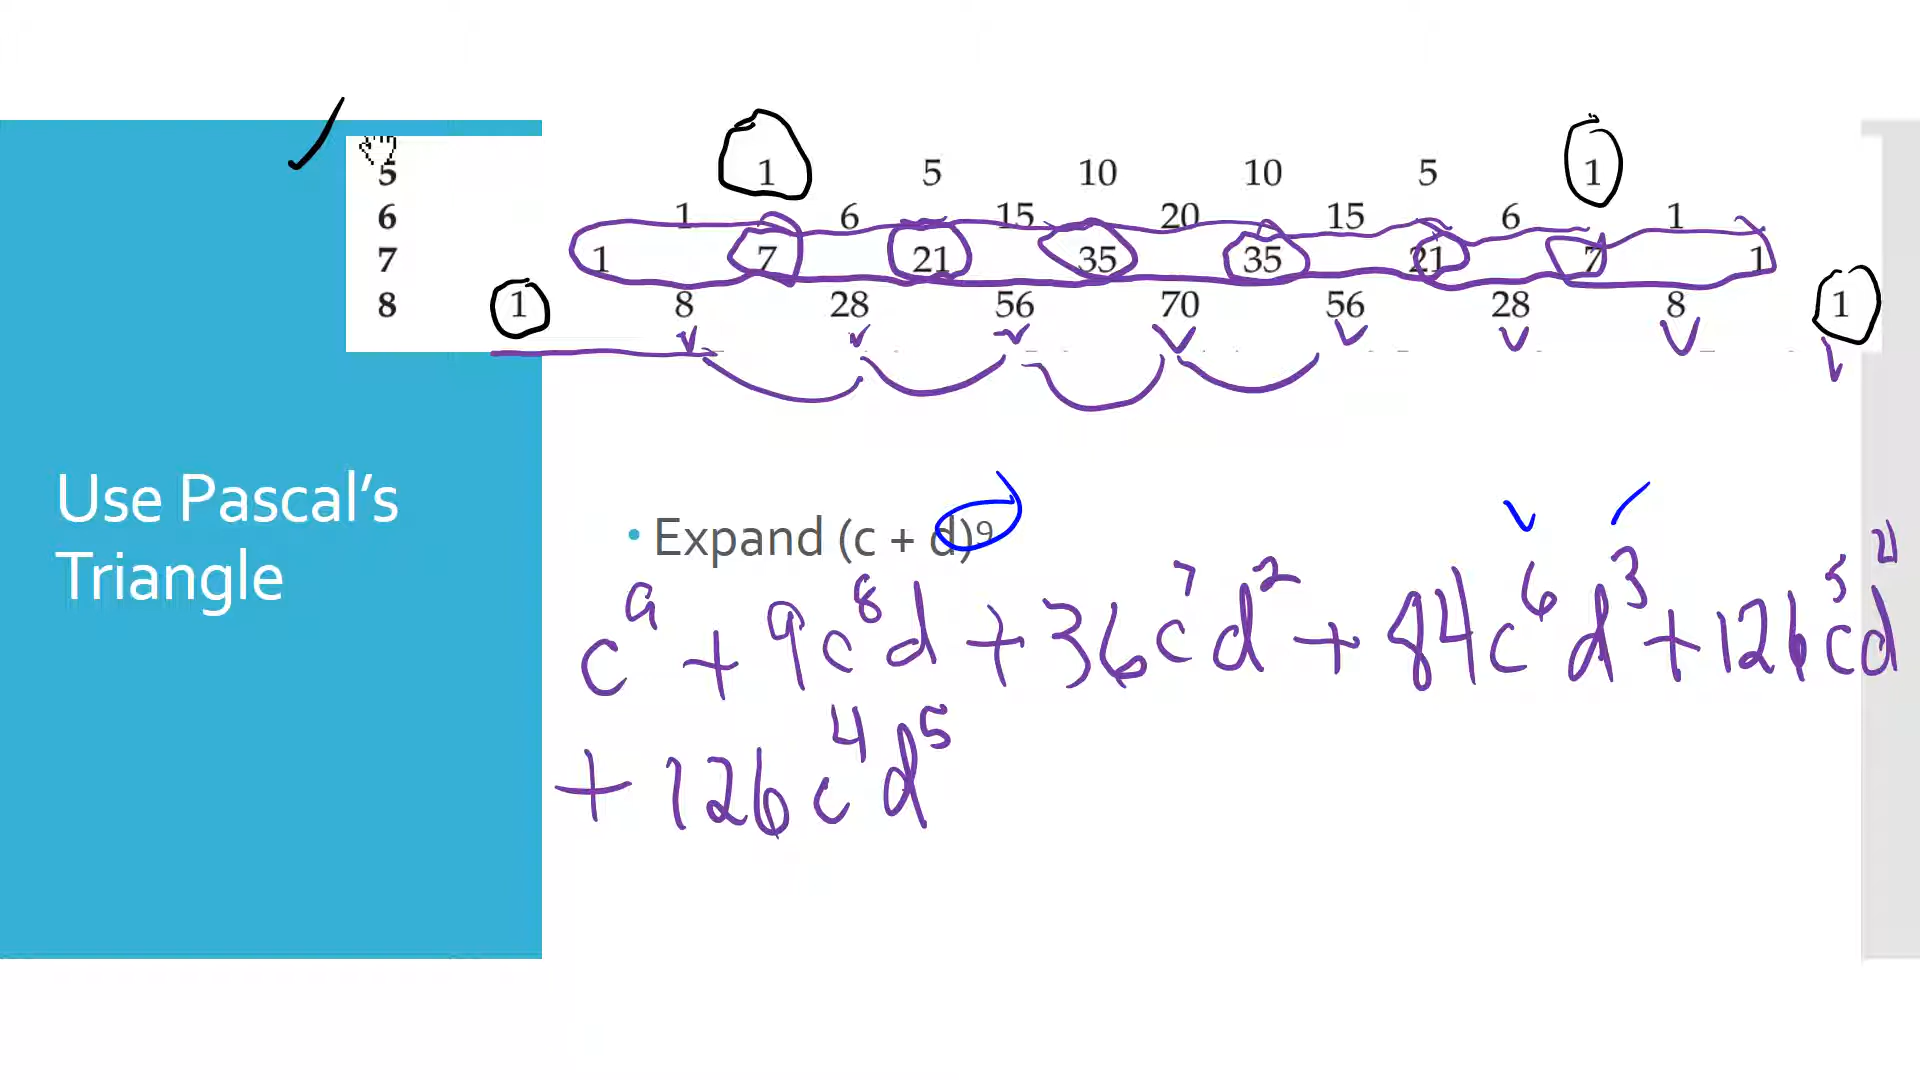 5 1 5 10 10 5 1
6 1 6 15 20 15 6 1
7 1 7 21 35 35 21 7 1
8 1 8 28 56 70 56 28 8 1
Use Pascal's
Triangle
• Expand (c + d)⁹
c⁹ + 9c⁸d + 36c⁷d² + 84c⁶d³ + 126c⁵d⁴
+ 126c⁴d⁵